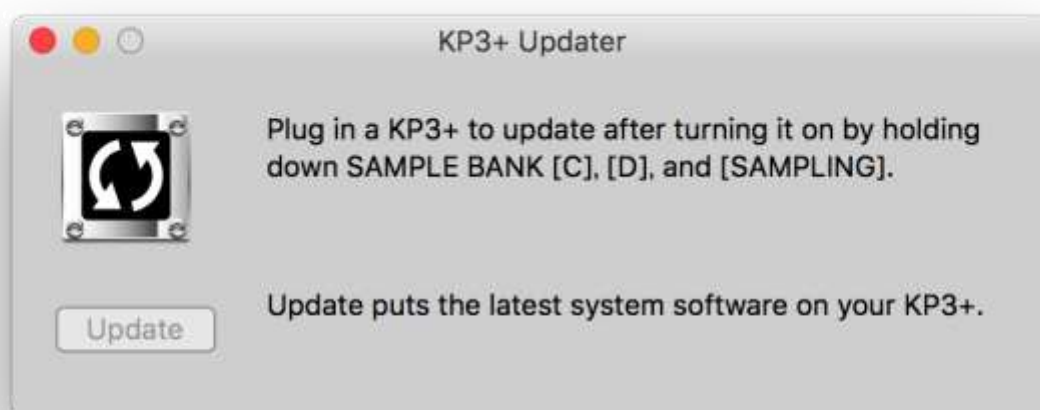 KP3+ Updater
Plug in a KP3+ to update after turning it on by holding
down SAMPLE BANK [C], [D], and [SAMPLING].
Update puts the latest system software on your KP3+.
Update